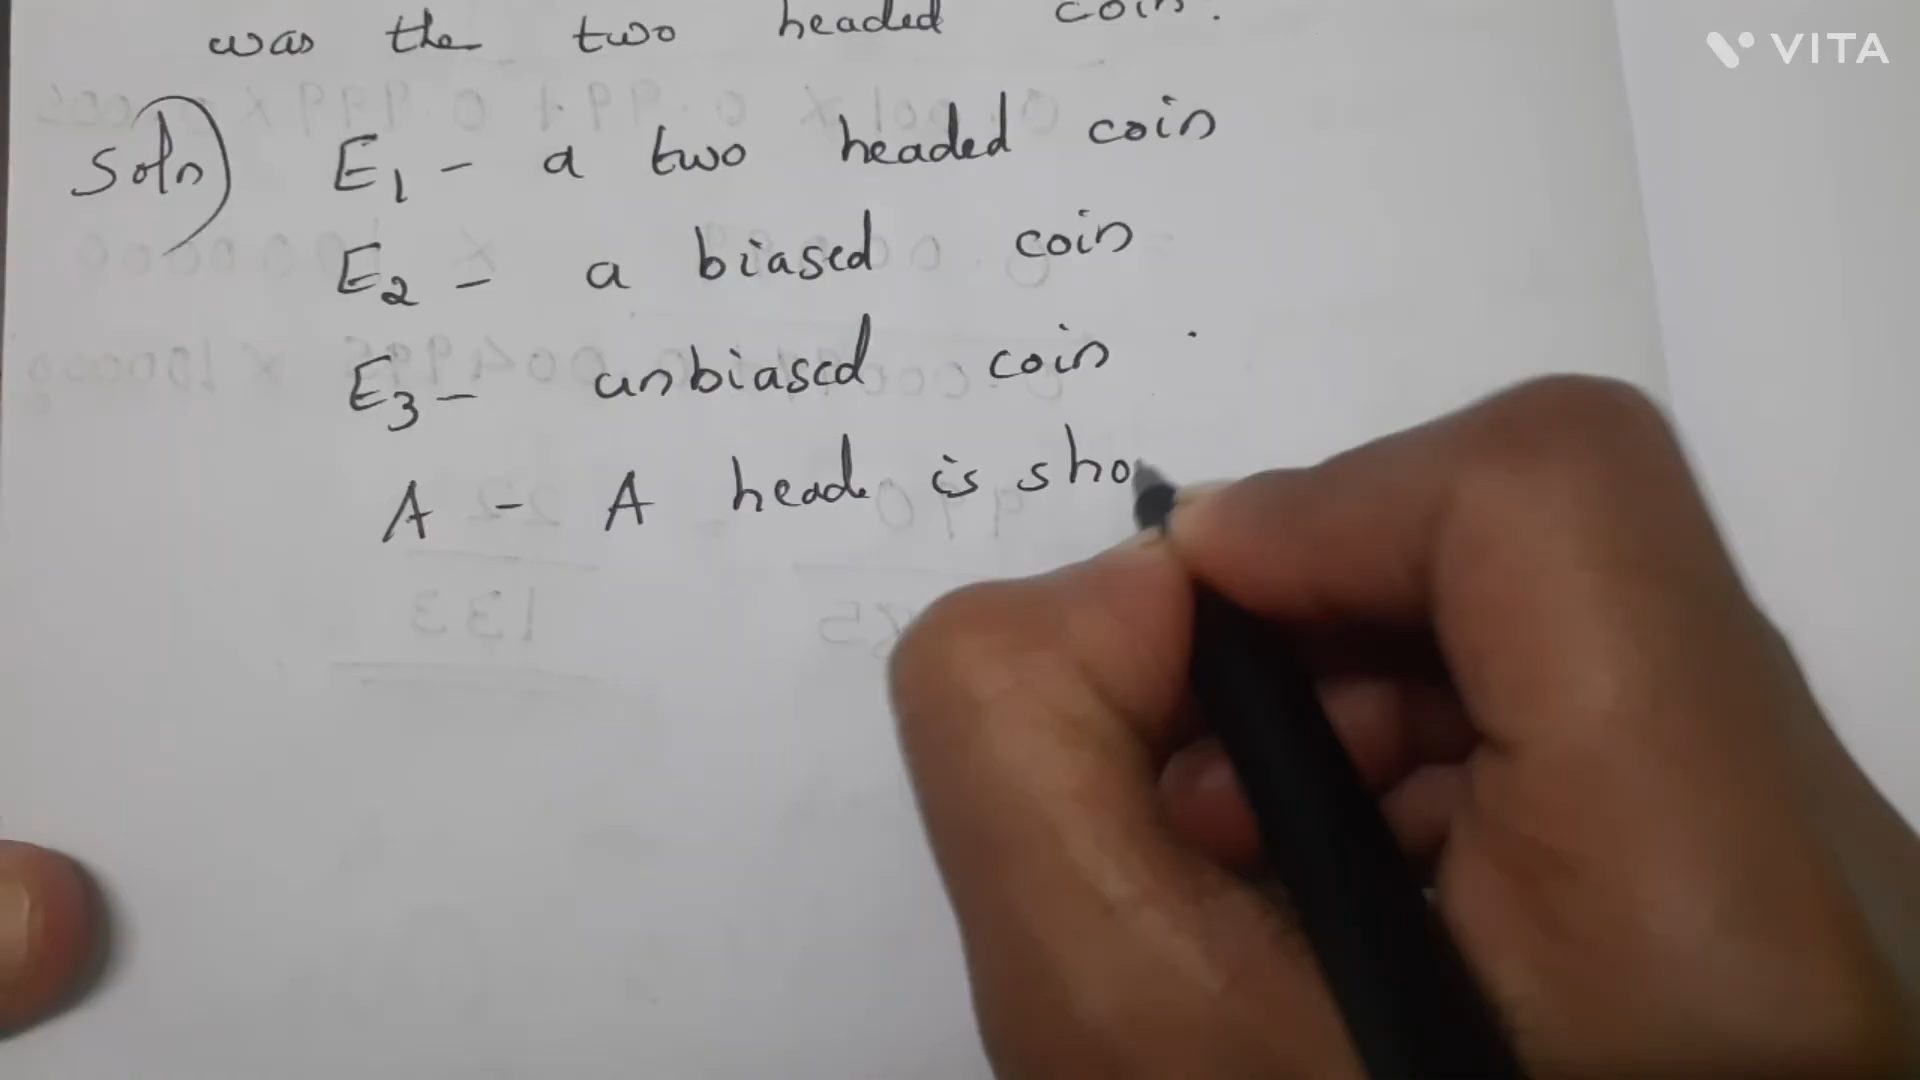 was the two headed coin.
VITA
Soln) E1 - a two headed coin
E2 - a biased coin
E3 - unbiased coin.
A - A head is sho